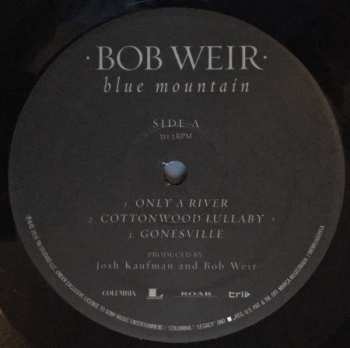 · BOB WEIR ·
blue mountain
SIDE A
33 1/3 RPM
1. ONLY A RIVER
2. COTTONWOOD LULLABY
3. GONESVILLE
PRODUCED BY
Josh Kaufman and Bob Weir
COLUMBIA L ROAR tri